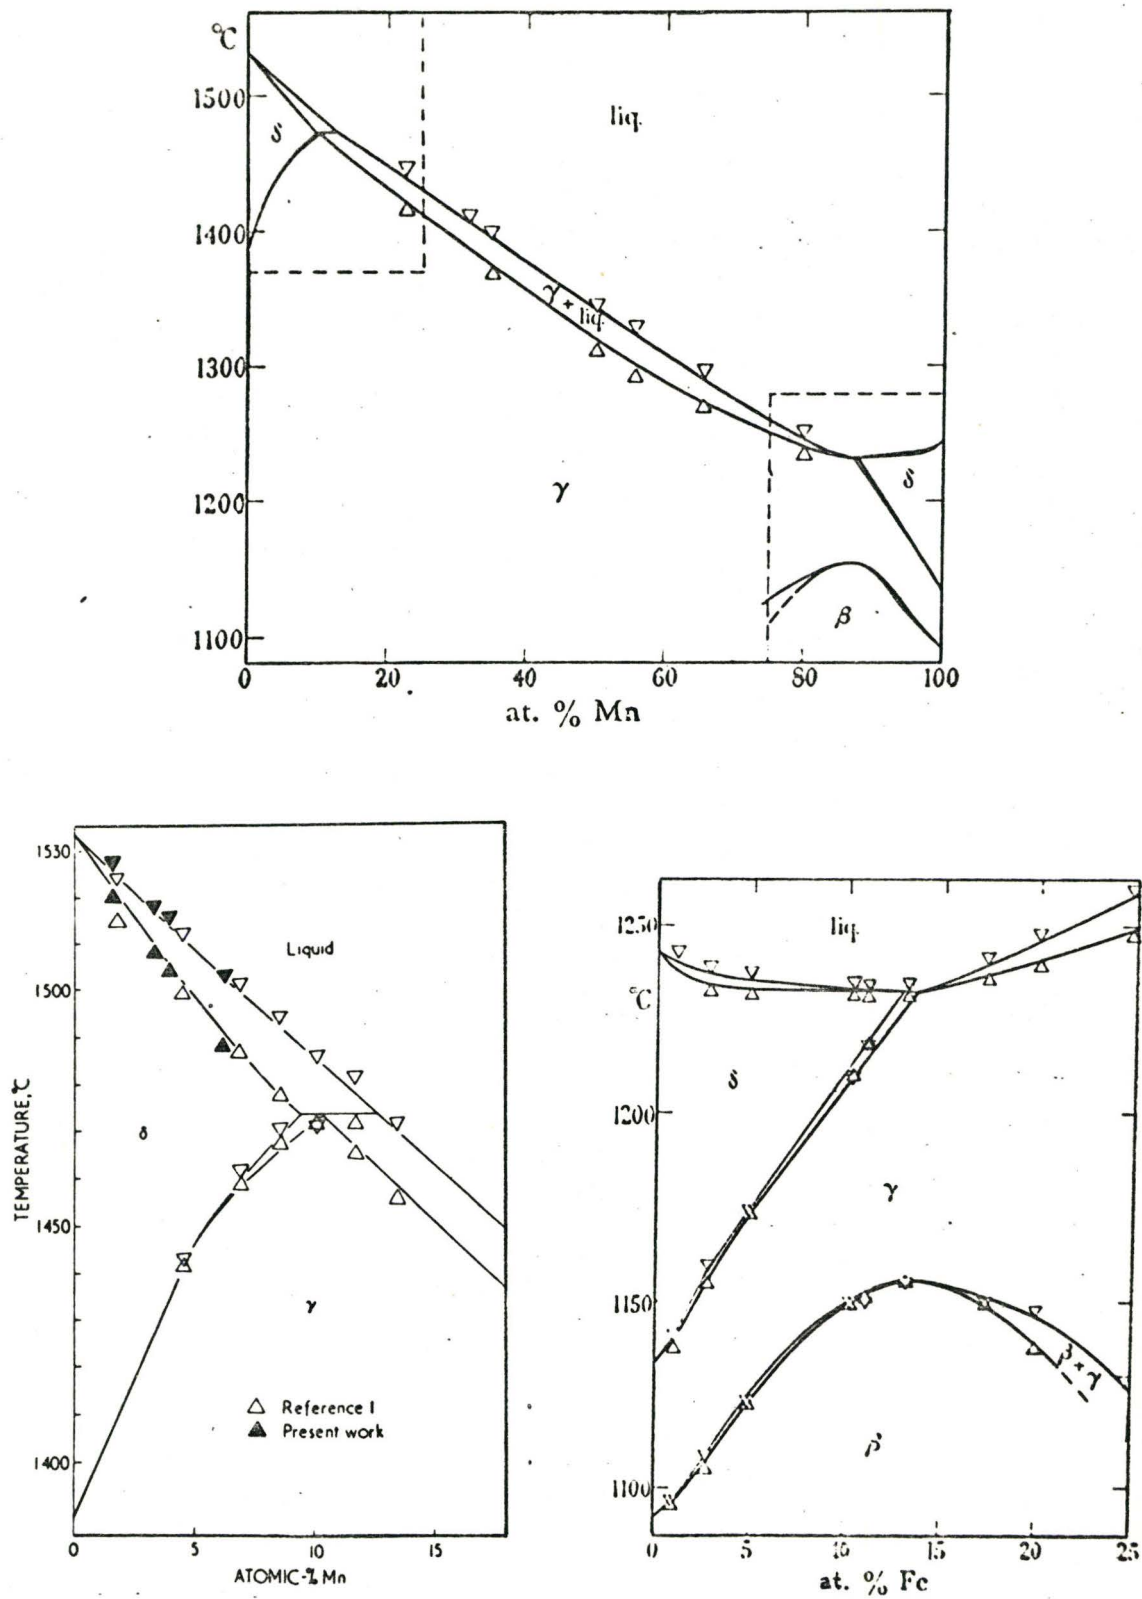 °C
1500
δ
liq.
1400
γ + liq.
1300
γ
1200
δ
β
1100
0 20 40 60 80 100
at. % Mn
1530
Liquid
1500
TEMPERATURE, °C
δ
1450
γ
△ Reference 1
▲ Present work
1400
0 5 10 15
ATOMIC-% Mn
1250
liq.
°C
δ
1200
γ
1150
β + γ
β
1100
0 5 10 15 20 25
at. % Fe